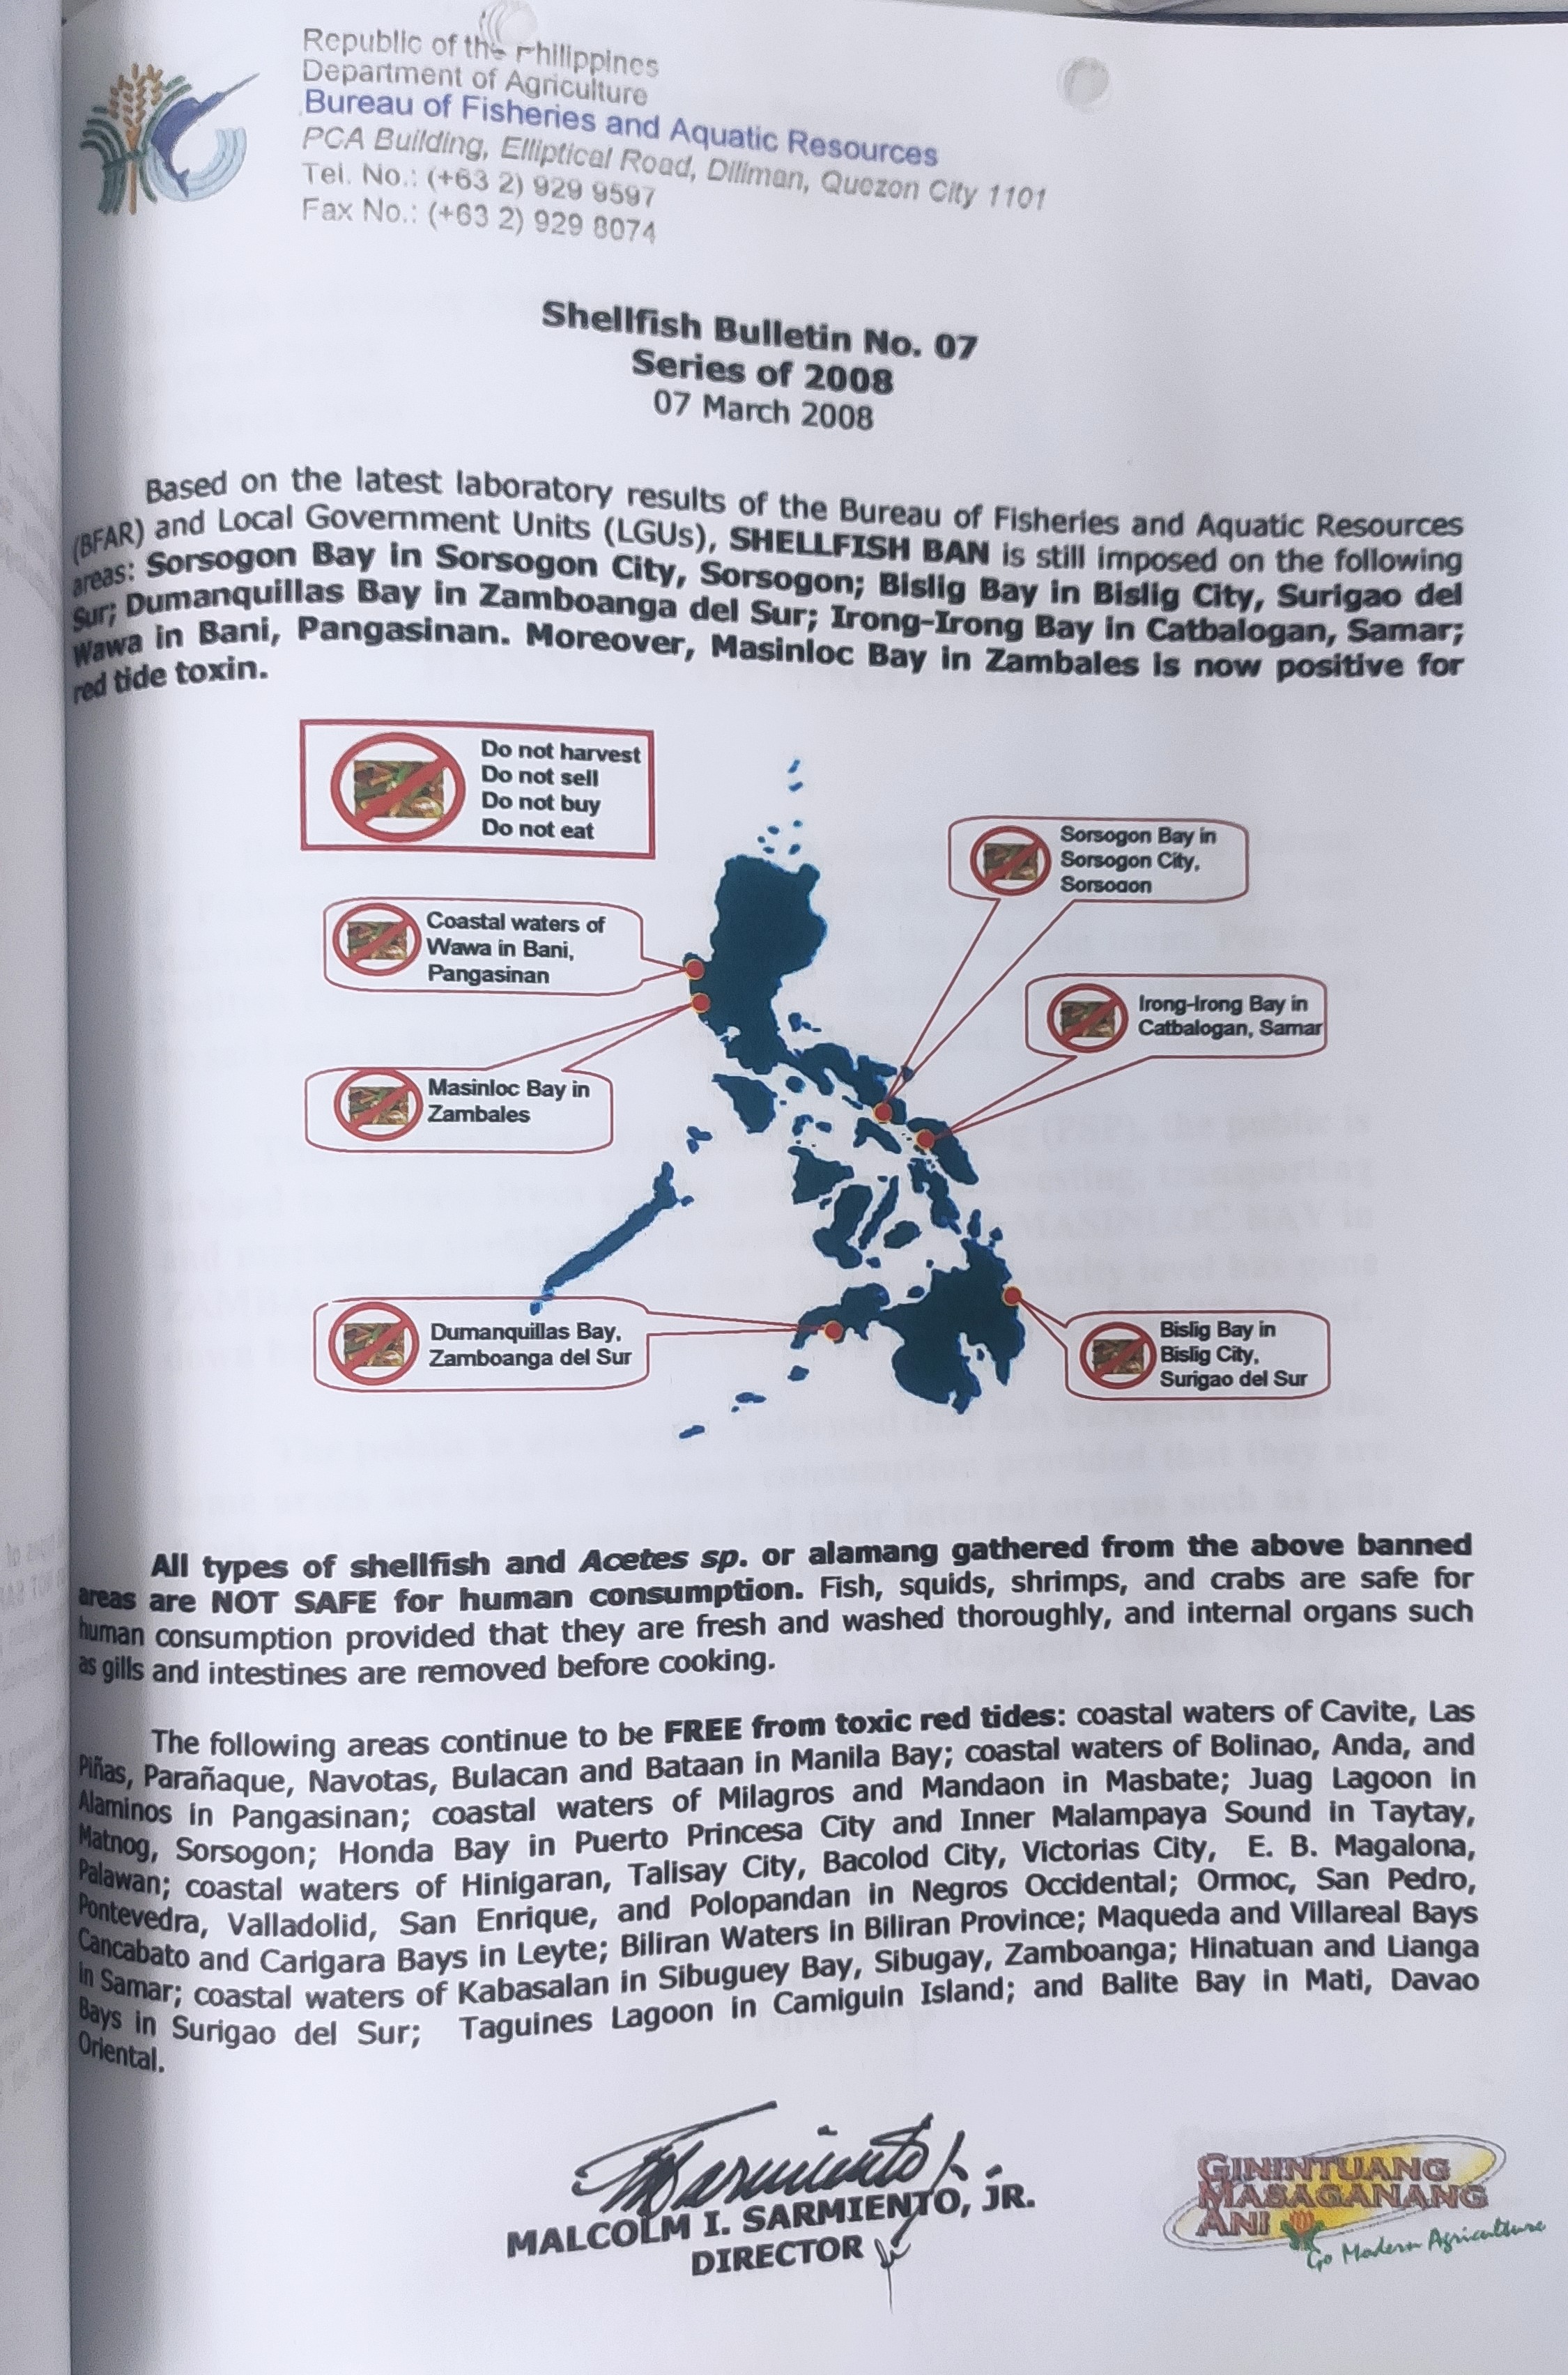 Republic of the Philippines
Department of Agriculture
Bureau of Fisheries and Aquatic Resources
PCA Building, Elliptical Road, Diliman, Quezon City 1101
Tel. No.: (+63 2) 929 9597
Fax No.: (+63 2) 929 8074
Shellfish Bulletin No. 07
Series of 2008
07 March 2008
Based on the latest laboratory results of the Bureau of Fisheries and Aquatic Resources
(BFAR) and Local Government Units (LGUs), SHELLFISH BAN is still imposed on the following
areas: Sorsogon Bay in Sorsogon City, Sorsogon; Bislig Bay in Bislig City, Surigao del
Sur; Dumanquillas Bay in Zamboanga del Sur; Irong-Irong Bay in Catbalogan, Samar;
Wawa in Bani, Pangasinan. Moreover, Masinloc Bay in Zambales is now positive for
red tide toxin.
Do not harvest
Do not sell
Do not buy
Do not eat
Sorsogon Bay in
Sorsogon City,
Sorsogon
Coastal waters of
Wawa in Bani,
Pangasinan
Irong-Irong Bay in
Catbalogan, Samar
Masinloc Bay in
Zambales
Dumanquillas Bay,
Zamboanga del Sur
Bislig Bay in
Bislig City,
Surigao del Sur
All types of shellfish and Acetes sp. or alamang gathered from the above banned
areas are NOT SAFE for human consumption. Fish, squids, shrimps, and crabs are safe for
human consumption provided that they are fresh and washed thoroughly, and internal organs such
as gills and intestines are removed before cooking.
The following areas continue to be FREE from toxic red tides: coastal waters of Cavite, Las
Piñas, Parañaque, Navotas, Bulacan and Bataan in Manila Bay; coastal waters of Bolinao, Anda, and
Alaminos in Pangasinan; coastal waters of Milagros and Mandaon in Masbate; Juag Lagoon in
Matnog, Sorsogon; Honda Bay in Puerto Princesa City and Inner Malampaya Sound in Taytay,
Palawan; coastal waters of Hinigaran, Talisay City, Bacolod City, Victorias City, E. B. Magalona,
Pontevedra, Valladolid, San Enrique, and Polopandan in Negros Occidental; Ormoc, San Pedro,
Cancabato and Carigara Bays in Leyte; Biliran Waters in Biliran Province; Maqueda and Villareal Bays
in Samar; coastal waters of Kabasalan in Sibuguey Bay, Sibugay, Zamboanga; Hinatuan and Lianga
Bays in Surigao del Sur; Taguines Lagoon in Camiguin Island; and Balite Bay in Mati, Davao
Oriental.
MALCOLM I. SARMIENTO, JR.
DIRECTOR
GININTUANG
MASAGANANG
ANI
Go Modern Agriculture